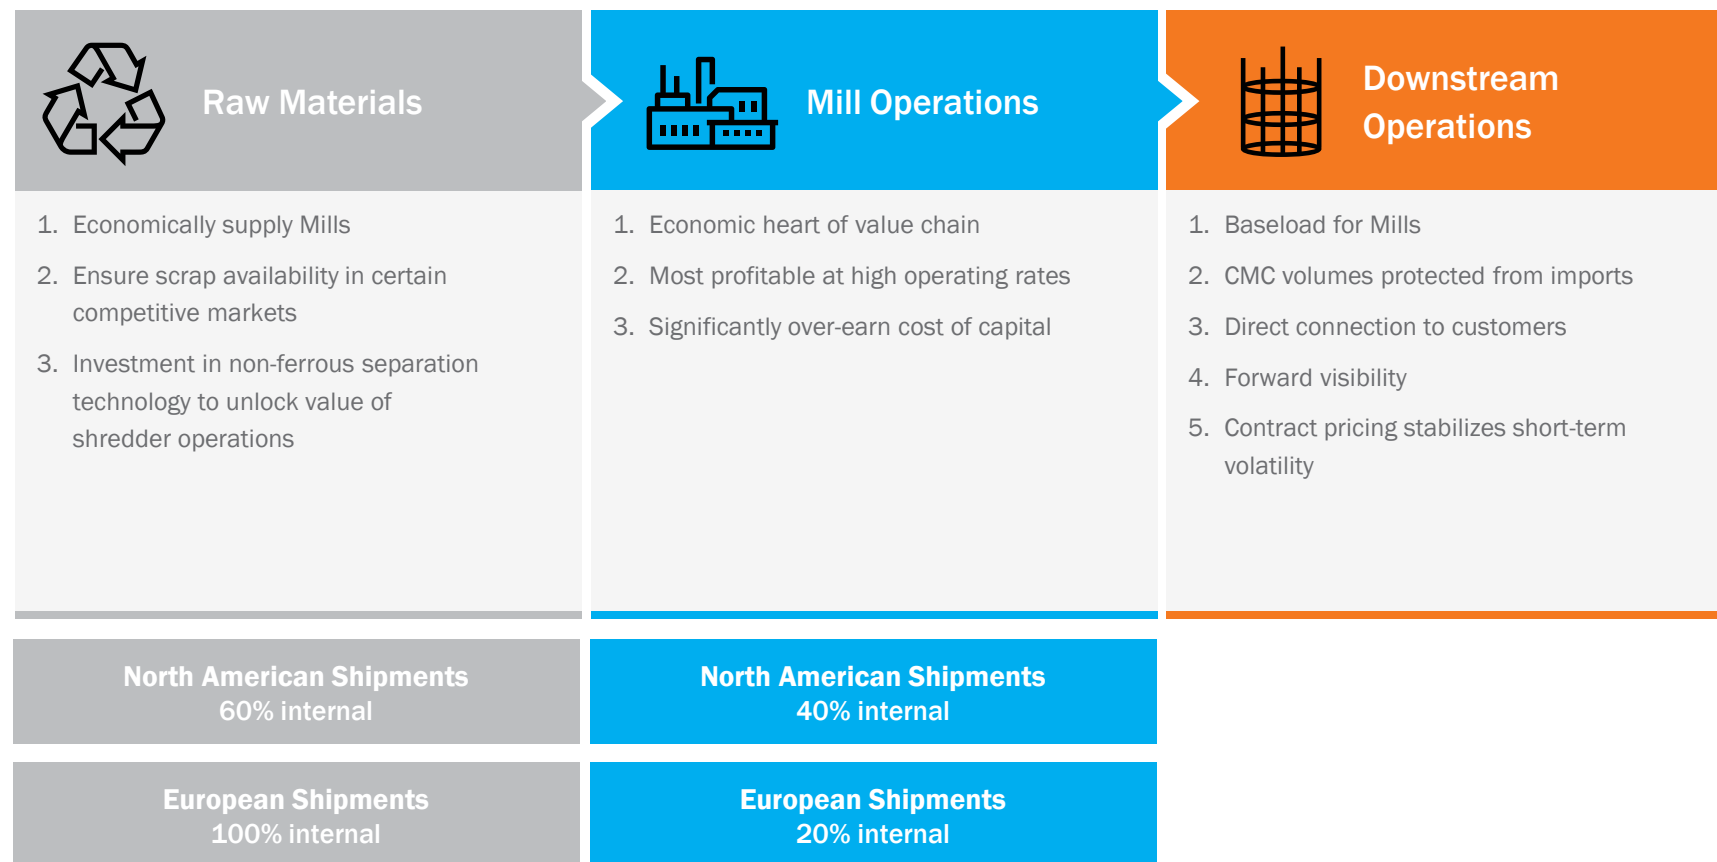 Raw Materials
1. Economically supply Mills
2. Ensure scrap availability in certain
competitive markets
3. Investment in non-ferrous separation
technology to unlock value of
shredder operations
North American Shipments
60% internal
European Shipments
100% internal
Mill Operations
1. Economic heart of value chain
2. Most profitable at high operating rates
3. Significantly over-earn cost of capital
North American Shipments
40% internal
European Shipments
20% internal
Downstream
Operations
1. Baseload for Mills
2. CMC volumes protected from imports
3. Direct connection to customers
4. Forward visibility
5. Contract pricing stabilizes short-term
volatility